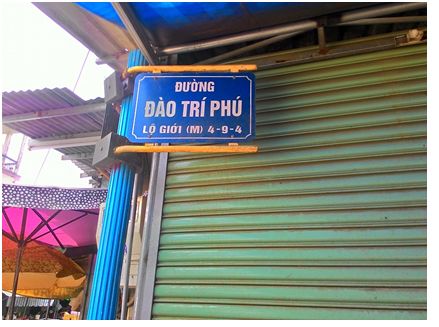 ĐƯỜNG
ĐÀO TRÍ PHÚ
LỘ GIỚI (M) 4-9-4